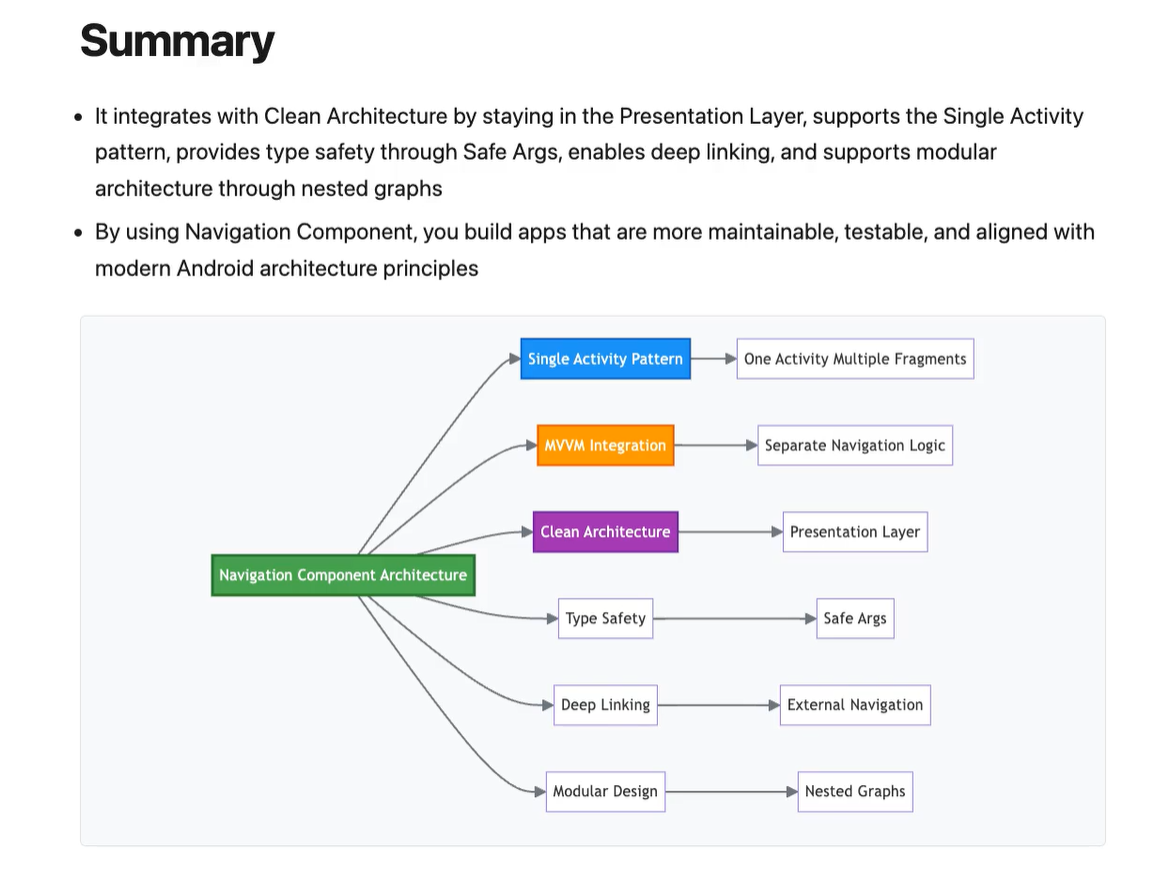 Summary
• It integrates with Clean Architecture by staying in the Presentation Layer, supports the Single Activity
pattern, provides type safety through Safe Args, enables deep linking, and supports modular
architecture through nested graphs
• By using Navigation Component, you build apps that are more maintainable, testable, and aligned with
modern Android architecture principles
Single Activity Pattern
One Activity Multiple Fragments
MVVM Integration
Separate Navigation Logic
Clean Architecture
Presentation Layer
Navigation Component Architecture
Type Safety
Safe Args
Deep Linking
External Navigation
Modular Design
Nested Graphs